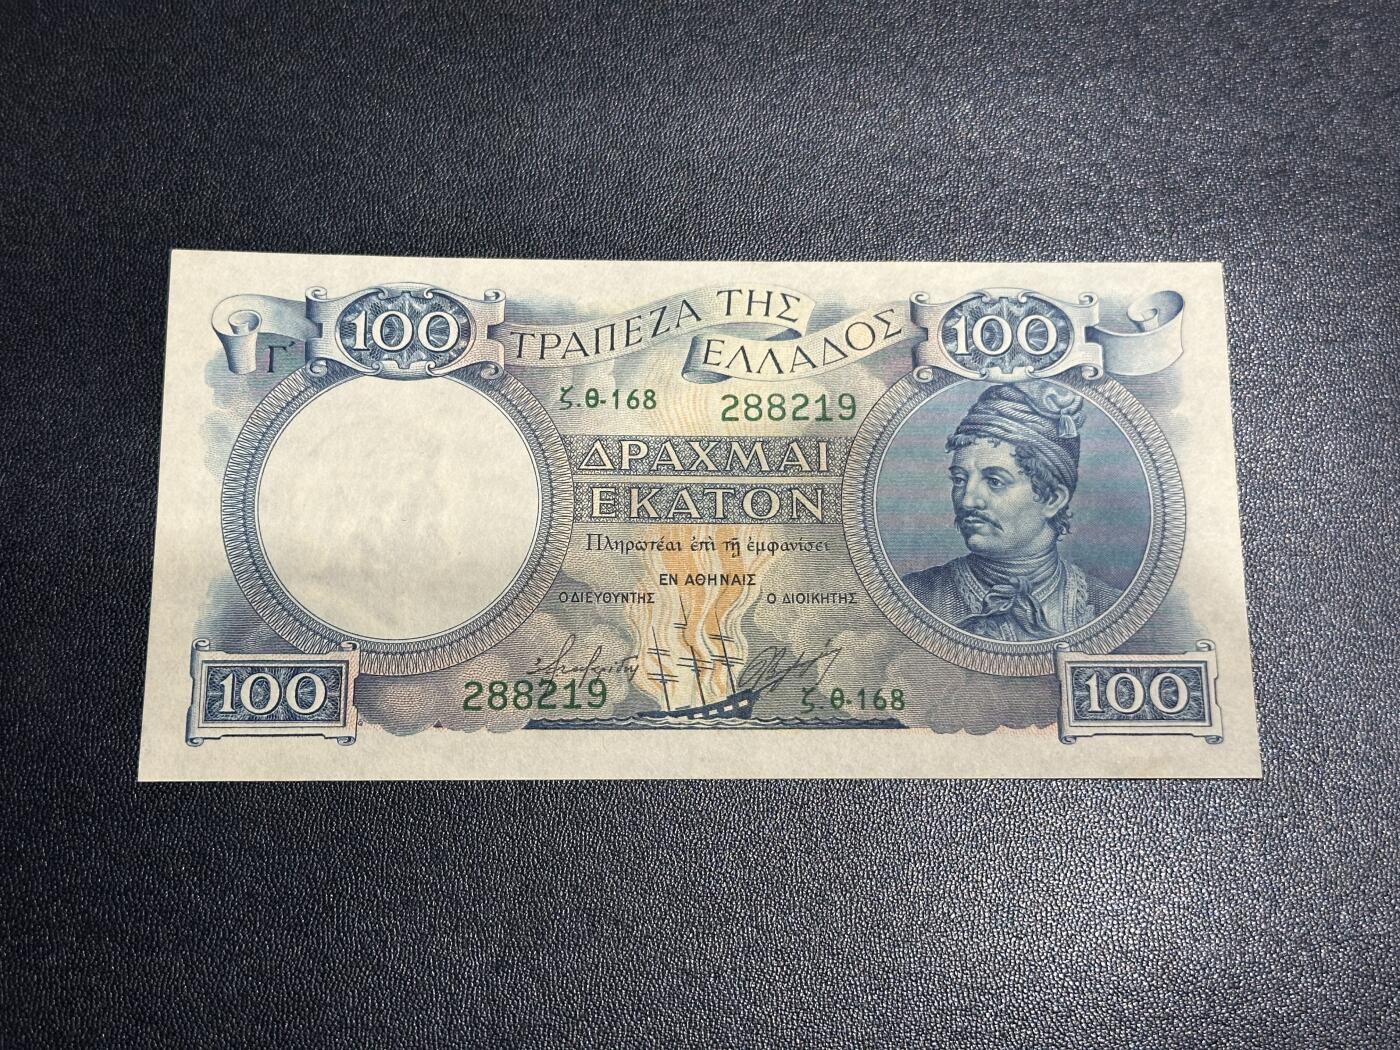 100
ΤΡΑΠΕΖΑ ΤΗΣ
ΕΛΛΑΔΟΣ
100
Γ´
ζ.θ-168
288219
ΔΡΑΧΜΑΙ
ΕΚΑΤΟΝ
Πληρωτέαι ἐπὶ τῇ ἐμφανίσει
ΕΝ ΑΘΗΝΑΙΣ
Ο ΔΙΕΥΘΥΝΤΗΣ
Ο ΔΙΟΙΚΗΤΗΣ
288219
ζ.θ-168
100
100